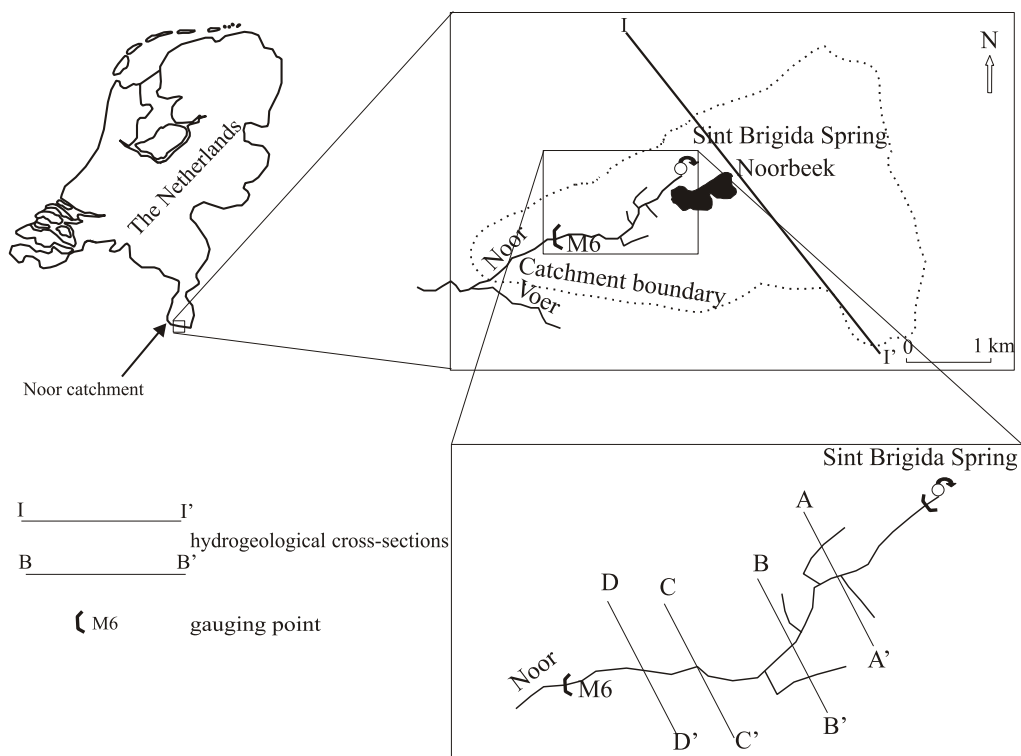 The Netherlands
Noor catchment
I
N
Sint Brigida Spring
Noorbeek
M6
Noor
Catchment boundary
Voer
I’
0 1 km
I I’
hydrogeological cross-sections
B B’
M6 gauging point
Sint Brigida Spring
A
B
D
C
A’
Noor
M6
B’
D’
C’